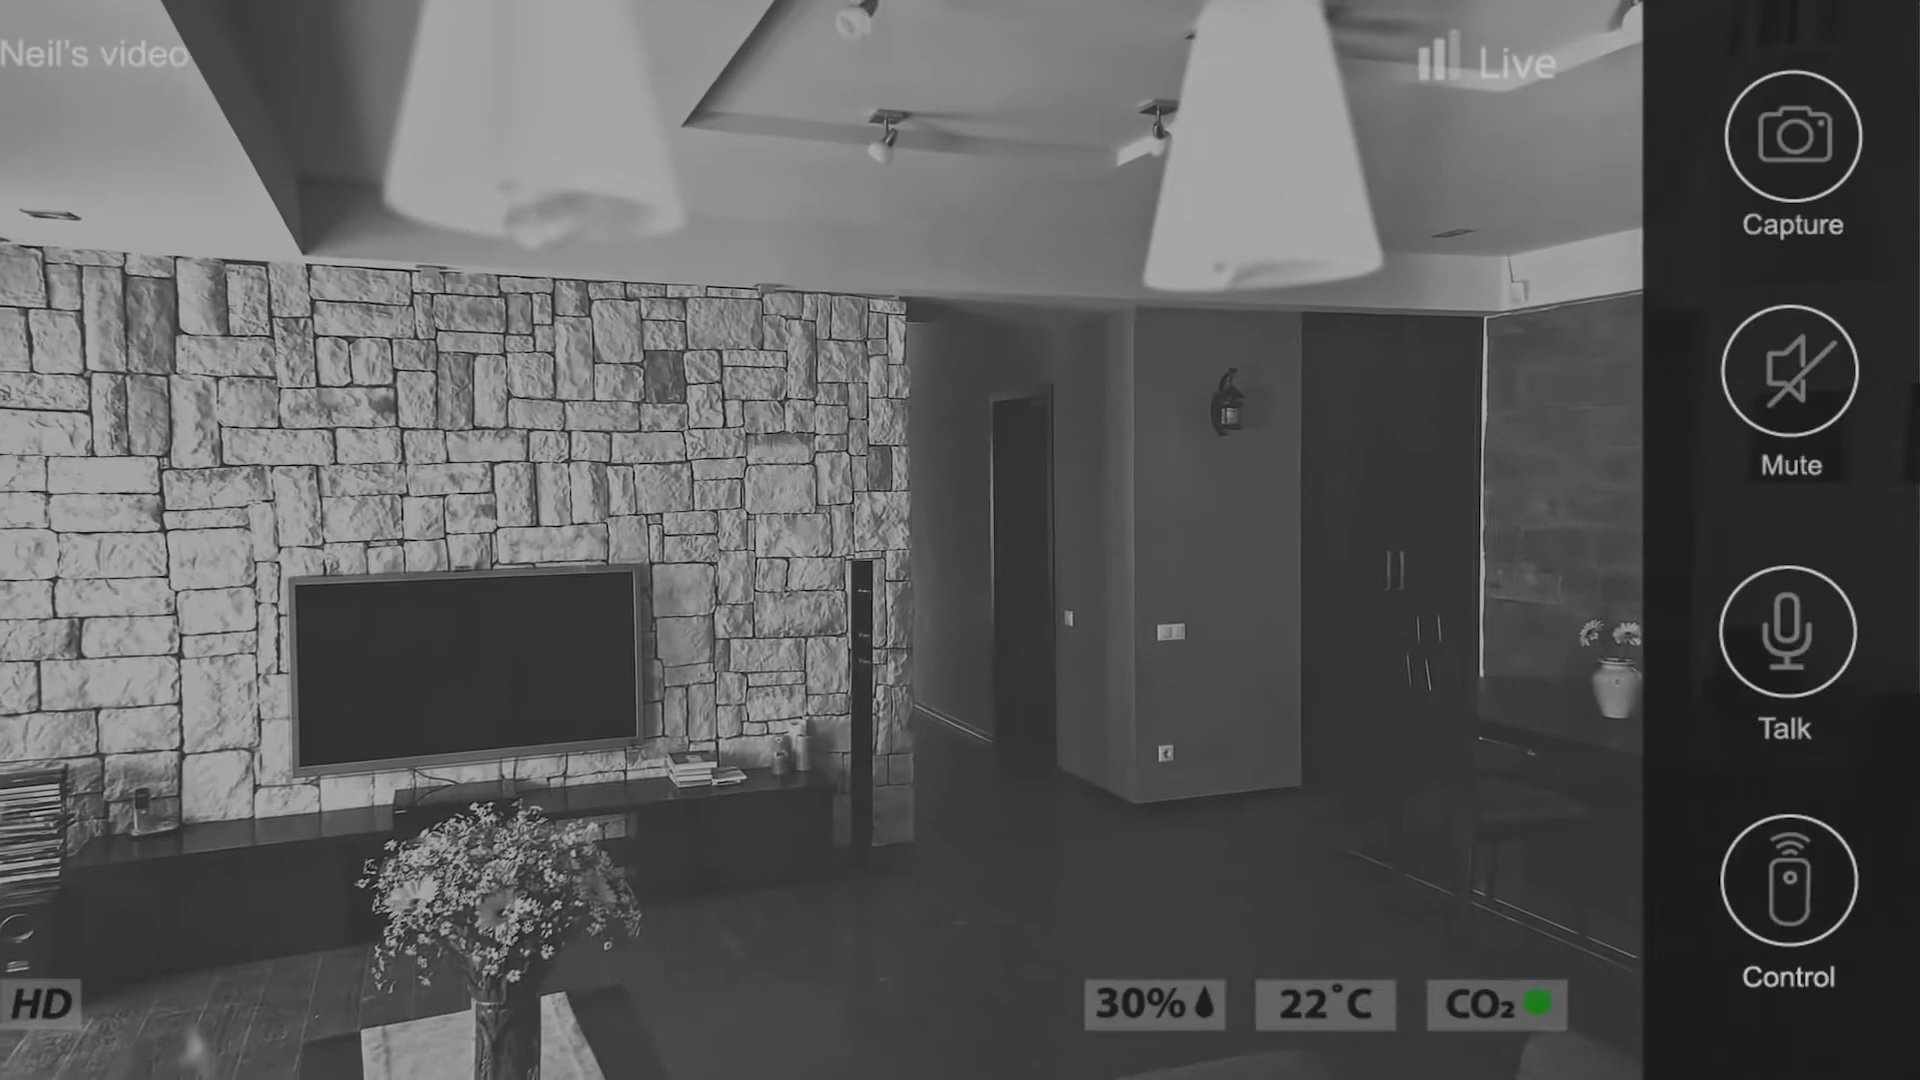 Neil's video
Live
Capture
Mute
Talk
Control
HD
30%
22°C
CO₂